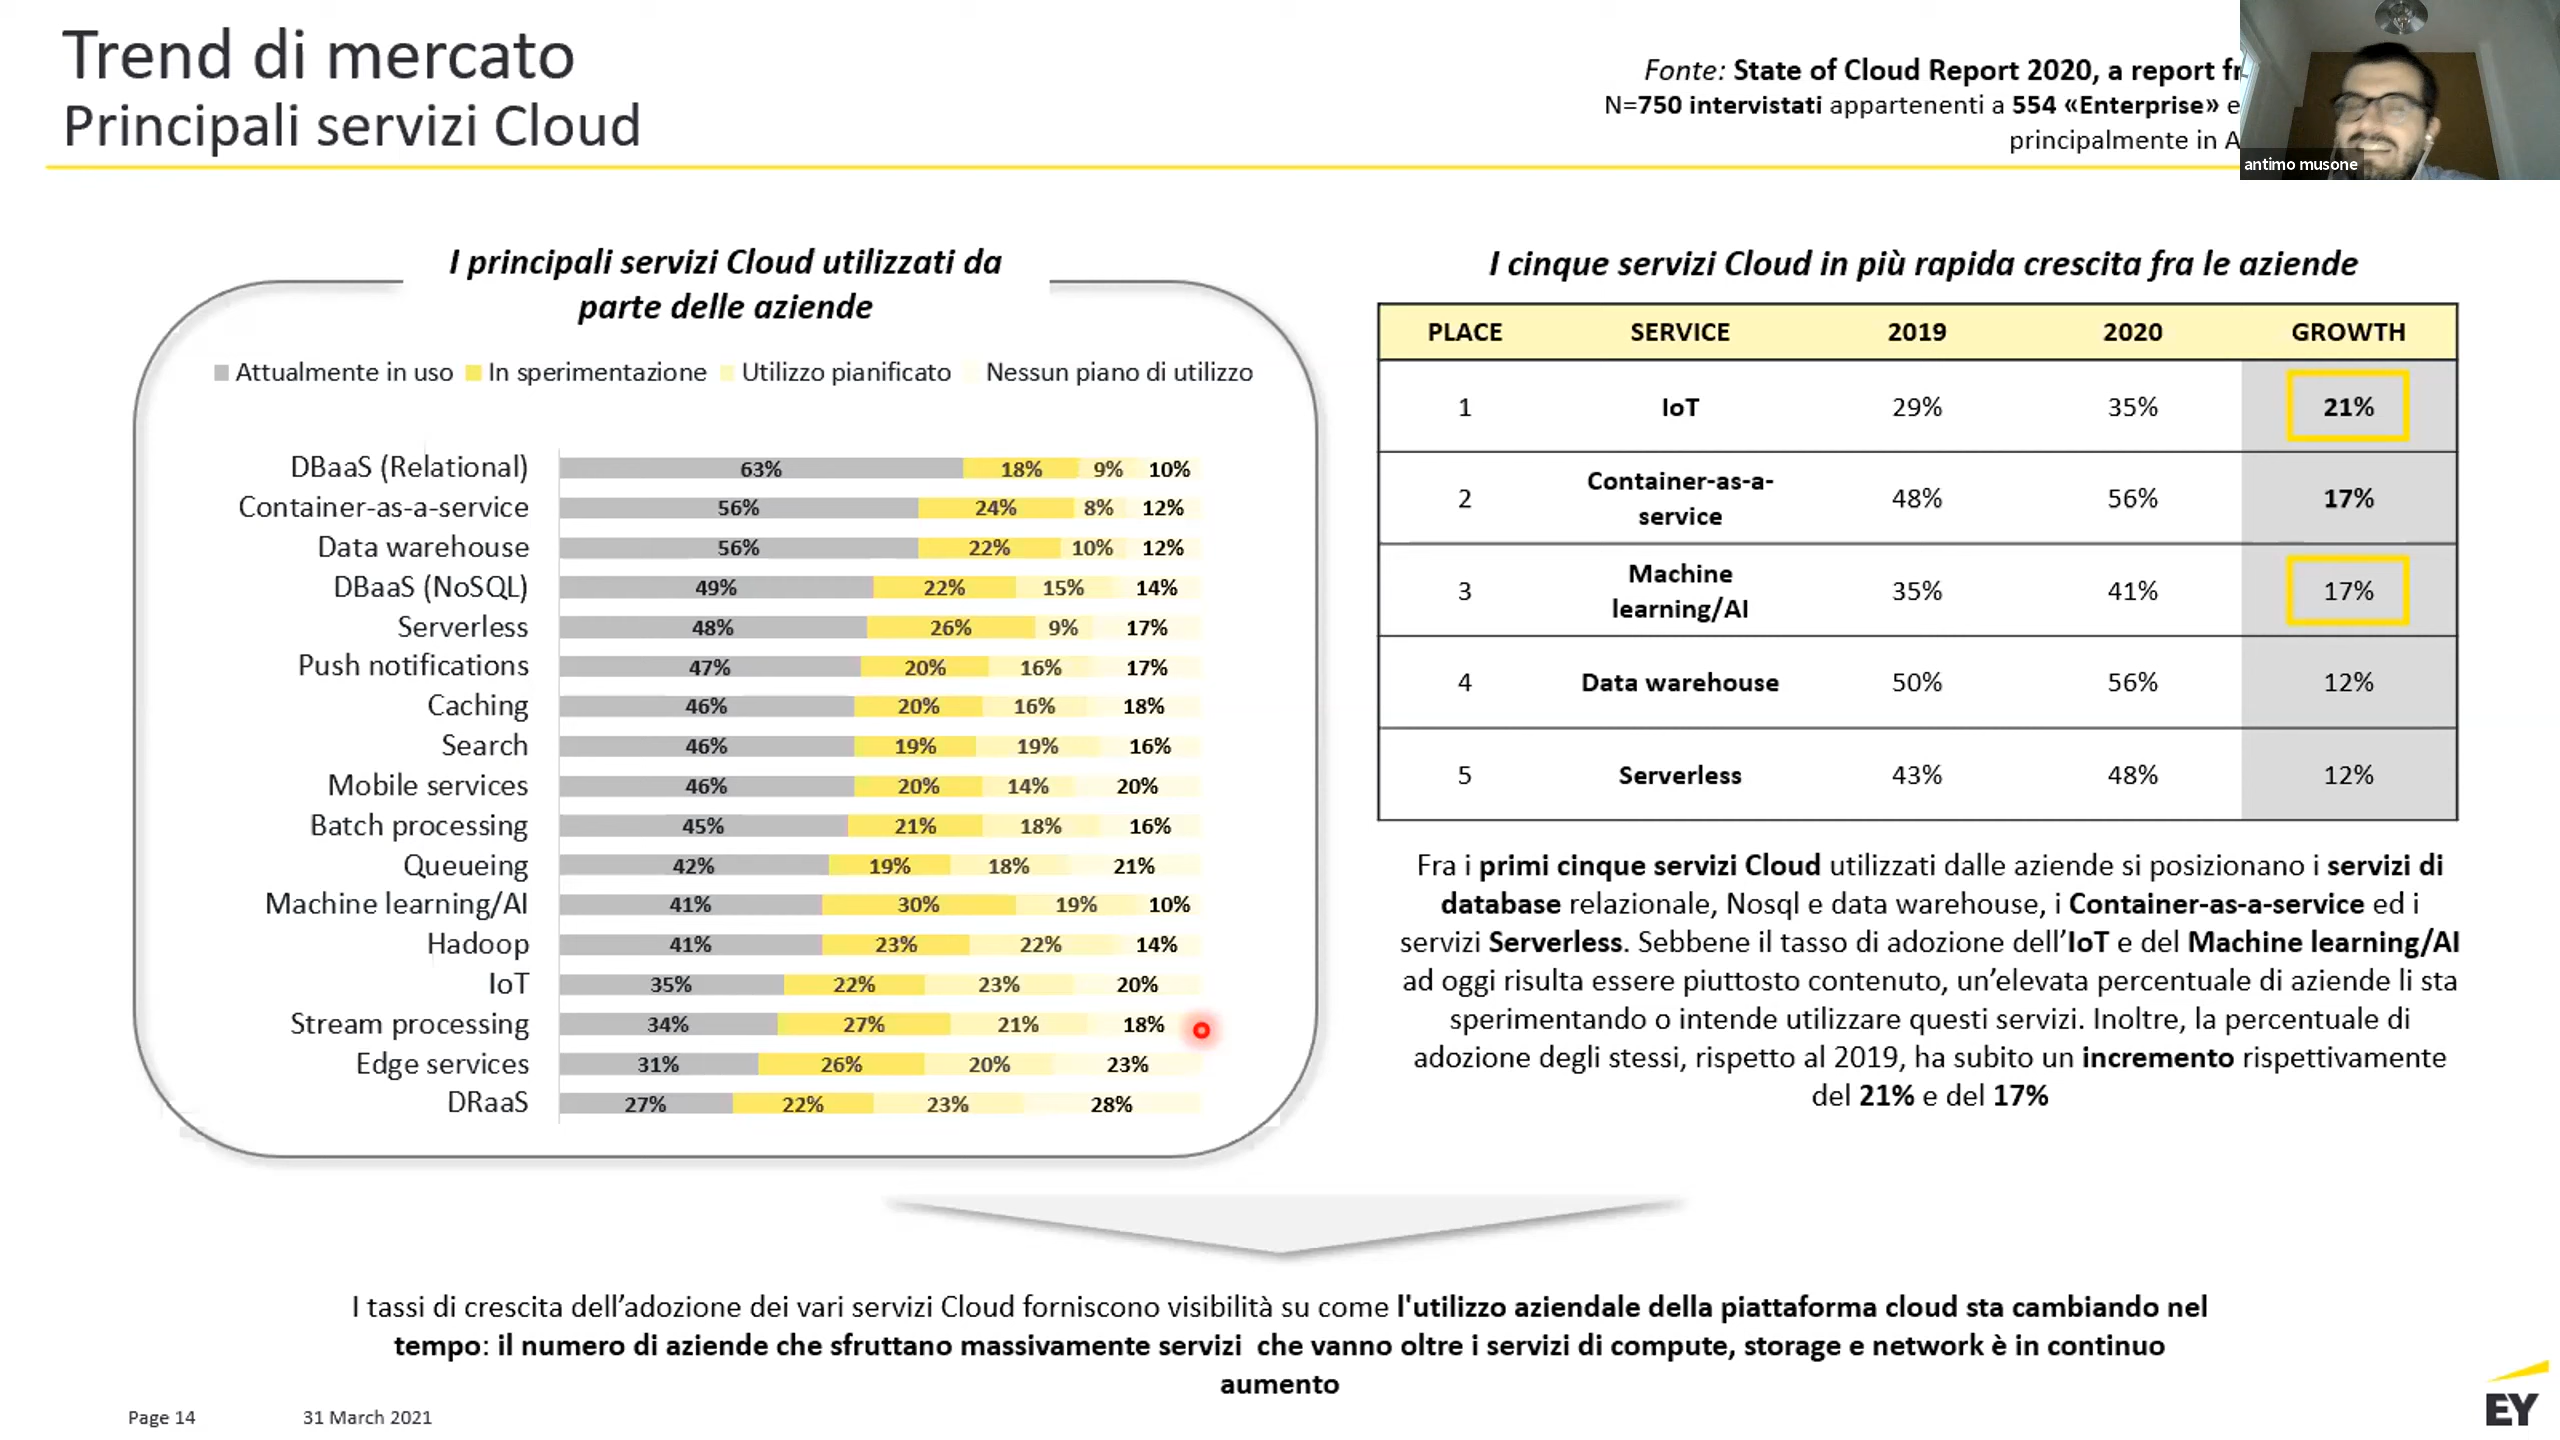 Trend di mercato
Principali servizi Cloud
Fonte: State of Cloud Report 2020, a report
N=750 intervistati appartenenti a 554 «Enterprise» e
principalmente in
antimo musone
I principali servizi Cloud utilizzati da
parte delle aziende
Attualmente in uso In sperimentazione Utilizzo pianificato Nessun piano di utilizzo
DBaaS (Relational) 63% 18% 9% 10%
Container-as-a-service 56% 24% 8% 12%
Data warehouse 56% 22% 10% 12%
DBaaS (NoSQL) 49% 22% 15% 14%
Serverless 48% 26% 9% 17%
Push notifications 47% 20% 16% 17%
Caching 46% 20% 16% 18%
Search 46% 19% 19% 16%
Mobile services 46% 20% 14% 20%
Batch processing 45% 21% 18% 16%
Queueing 42% 19% 18% 21%
Machine learning/AI 41% 30% 19% 10%
Hadoop 41% 23% 22% 14%
IoT 35% 22% 23% 20%
Stream processing 34% 27% 21% 18%
Edge services 31% 26% 20% 23%
DRaaS 27% 22% 23% 28%
I cinque servizi Cloud in più rapida crescita fra le aziende
PLACE SERVICE 2019 2020 GROWTH
1 IoT 29% 35% 21%
2 Container-as-a-
service 48% 56% 17%
3 Machine
learning/AI 35% 41% 17%
4 Data warehouse 50% 56% 12%
5 Serverless 43% 48% 12%
Fra i primi cinque servizi Cloud utilizzati dalle aziende si posizionano i servizi di
database relazionale, Nosql e data warehouse, i Container-as-a-service ed i
servizi Serverless. Sebbene il tasso di adozione dell’IoT e del Machine learning/AI
ad oggi risulta essere piuttosto contenuto, un’elevata percentuale di aziende li sta
sperimentando o intende utilizzare questi servizi. Inoltre, la percentuale di
adozione degli stessi, rispetto al 2019, ha subito un incremento rispettivamente
del 21% e del 17%
I tassi di crescita dell’adozione dei vari servizi Cloud forniscono visibilità su come l'utilizzo aziendale della piattaforma cloud sta cambiando nel
tempo: il numero di aziende che sfruttano massivamente servizi che vanno oltre i servizi di compute, storage e network è in continuo
aumento
Page 14 31 March 2021
EY